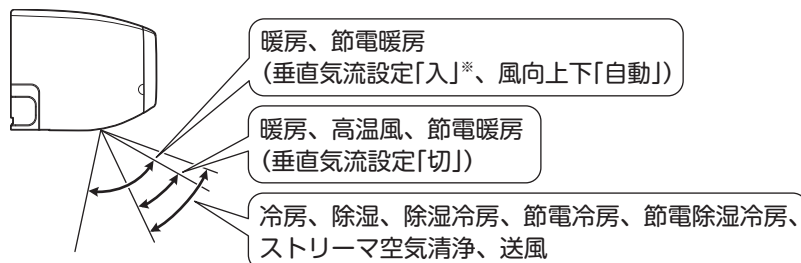 暖房、節電暖房
(垂直気流設定「入」※、風向上下「自動」)
暖房、高温風、節電暖房
(垂直気流設定「切」)
冷房、除湿、除湿冷房、節電冷房、節電除湿冷房、
ストリーマ空気清浄、送風